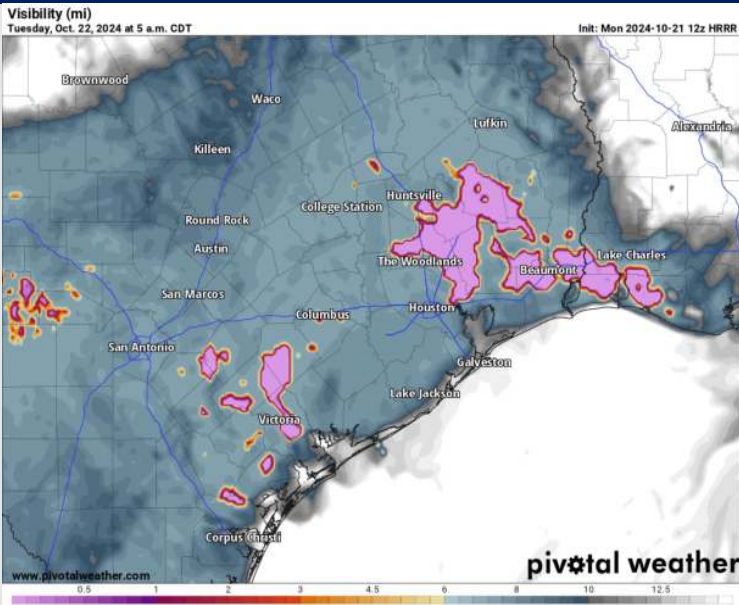 Visibility (mi)
Tuesday, Oct. 22, 2024 at 5 a.m. CDT
Init: Mon 2024-10-21 12z HRRR
Brownwood
Waco
Lufkin
Alexandria
Killeen
Huntsville
College Station
Round Rock
Austin
The Woodlands
Lake Charles
Beaumont
San Marcos
Columbus
Houston
San Antonio
Galveston
Lake Jackson
Victoria
Corpus Christi
www.pivotalweather.com
pivotal weather
0.5 1 2 3 4.5 6 8 10 12.5